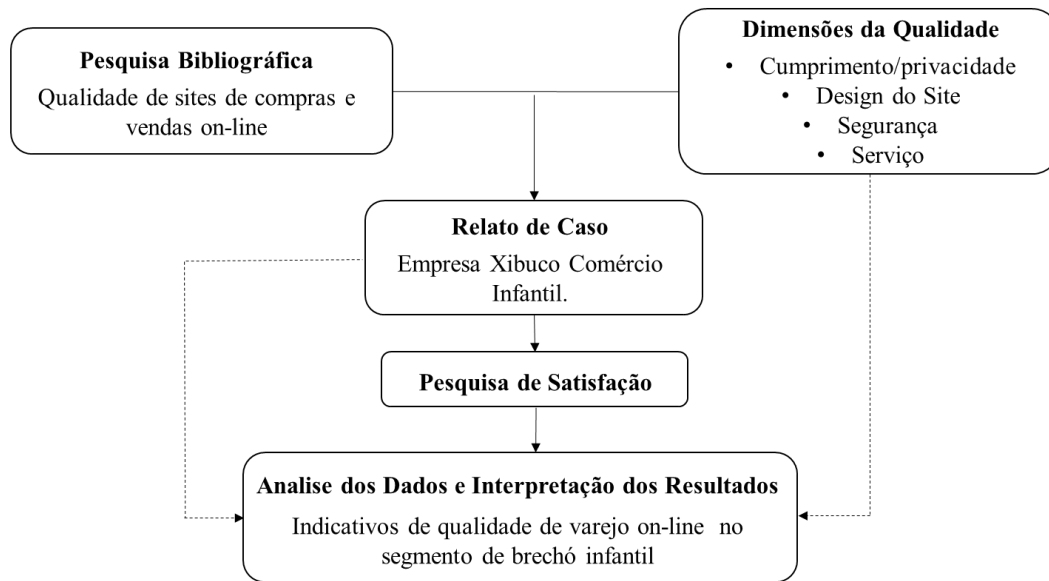 Pesquisa Bibliográfica
Qualidade de sites de compras e
vendas on-line
Dimensões da Qualidade
• Cumprimento/privacidade
• Design do Site
• Segurança
• Serviço
Relato de Caso
Empresa Xibuco Comércio
Infantil.
Pesquisa de Satisfação
Analise dos Dados e Interpretação dos Resultados
Indicativos de qualidade de varejo on-line no
segmento de brechó infantil